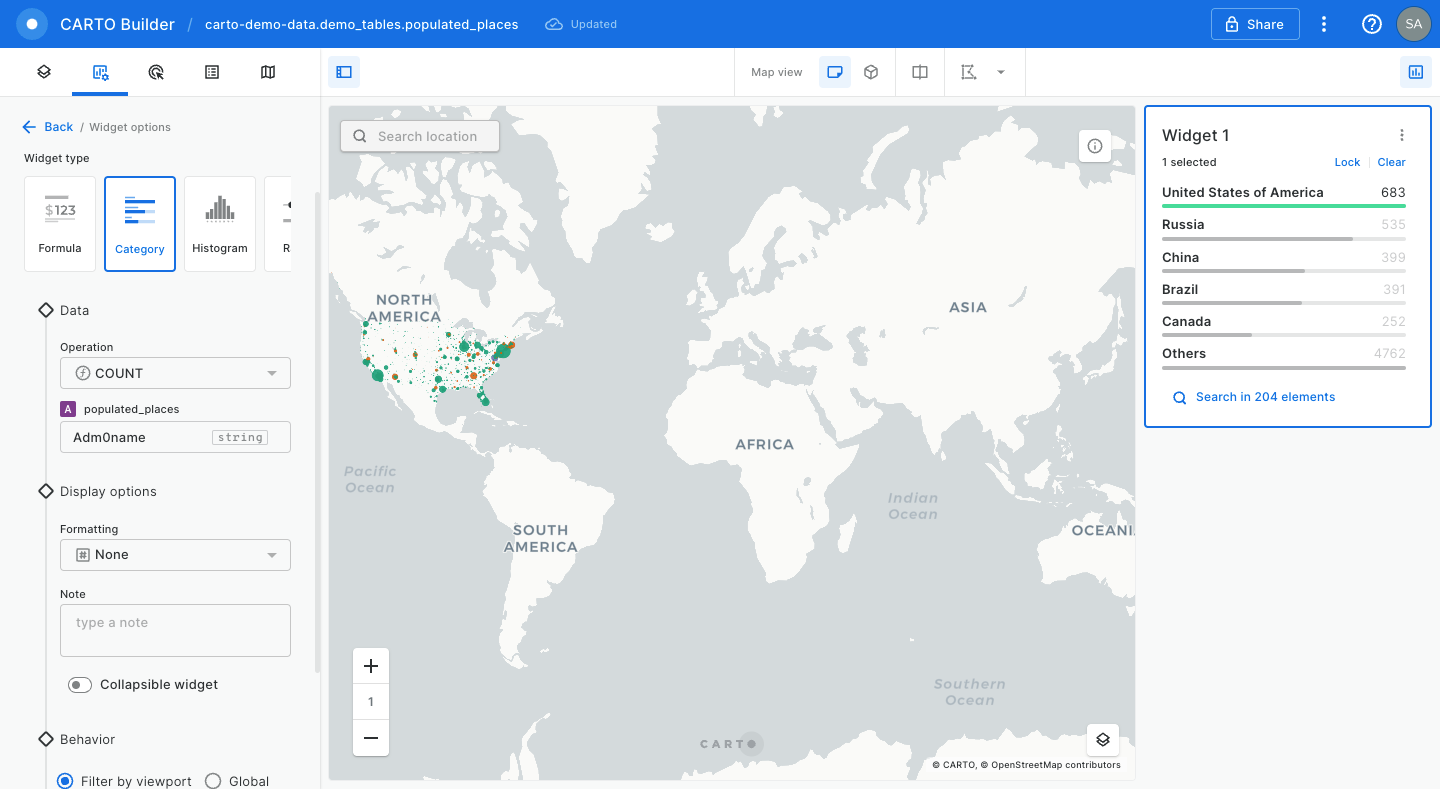 CARTO Builder / carto-demo-data.demo_tables.populated_places Updated Share SA
Map view
Back / Widget options
Widget type
$123
Formula
Category
Histogram
Data
Operation
COUNT
A populated_places
Adm0name string
Display options
Formatting
# None
Note
type a note
Collapsible widget
Behavior
Filter by viewport Global
Search location
NORTH
AMERICA
ASIA
AFRICA
Pacific
Ocean
Indian
Ocean
SOUTH
AMERICA
OCEANI
Southern
Ocean
1
CARTO
© CARTO, © OpenStreetMap contributors
Widget 1
1 selected Lock Clear
United States of America 683
Russia 535
China 399
Brazil 391
Canada 252
Others 4762
Search in 204 elements